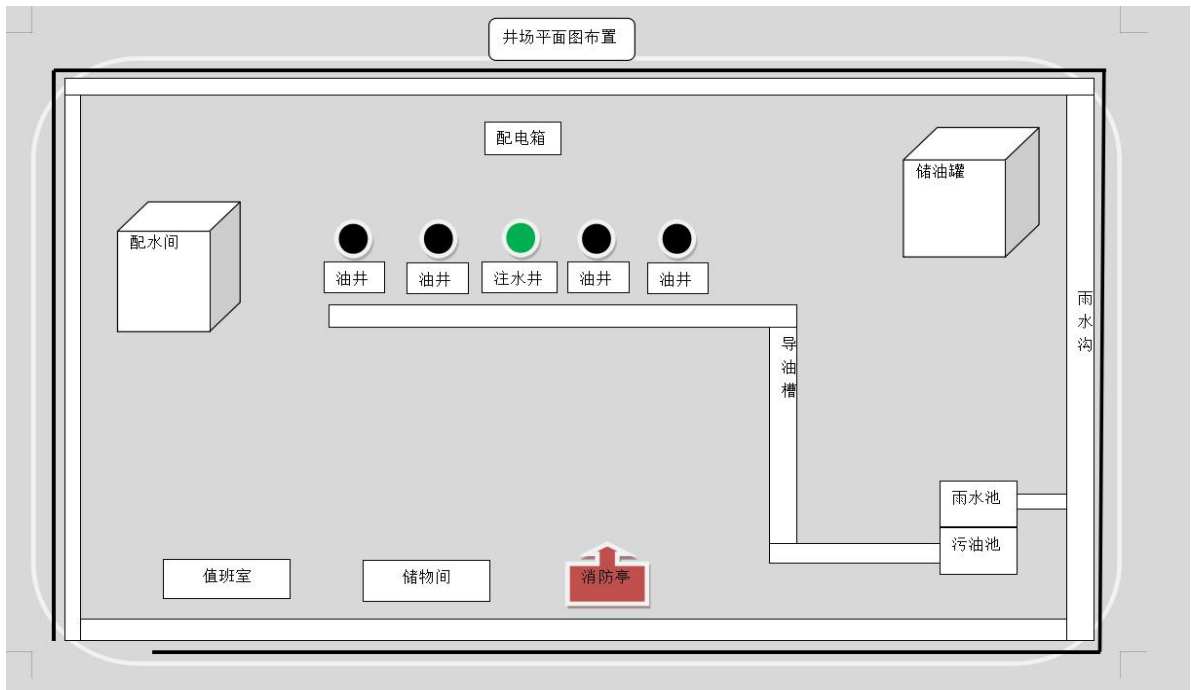 井场平面图布置
配电箱
储油罐
配水间
油井
油井
注水井
油井
油井
雨水沟
导油槽
雨水池
污油池
值班室
储物间
消防亭